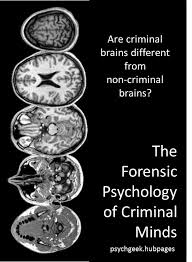 Are criminal
brains different
from
non-criminal
brains?
The
Forensic
Psychology
of Criminal
Minds
psychgeek.hubpages